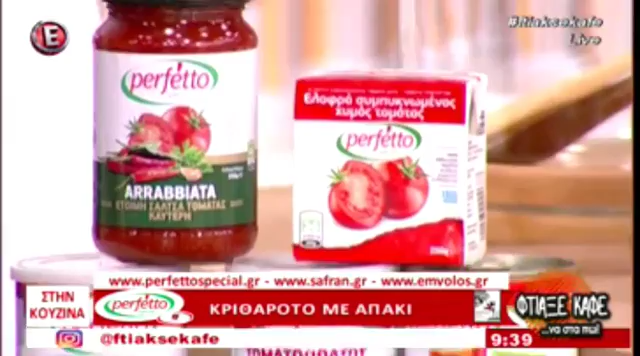 E
#ftiaksekafe
Live
perfetto
ARRABBIATA
ΕΤΟΙΜΗ ΣΑΛΤΣΑ ΤΟΜΑΤΑΣ
ΚΑΥΤΕΡΗ
Ελαφρά συμπυκνωμένος
χυμός τομάτας
perfetto
www.perfettospecial.gr - www.safran.gr - www.emvolos.gr
ΣΤΗΝ
ΚΟΥΖΙΝΑ
perfetto
ΚΡΙΘΑΡΟΤΟ ΜΕ ΑΠΑΚΙ
ΦΤΙΑΞΕ ΚΑΦΕ
...να στα πω!
@ftiaksekafe
9:39